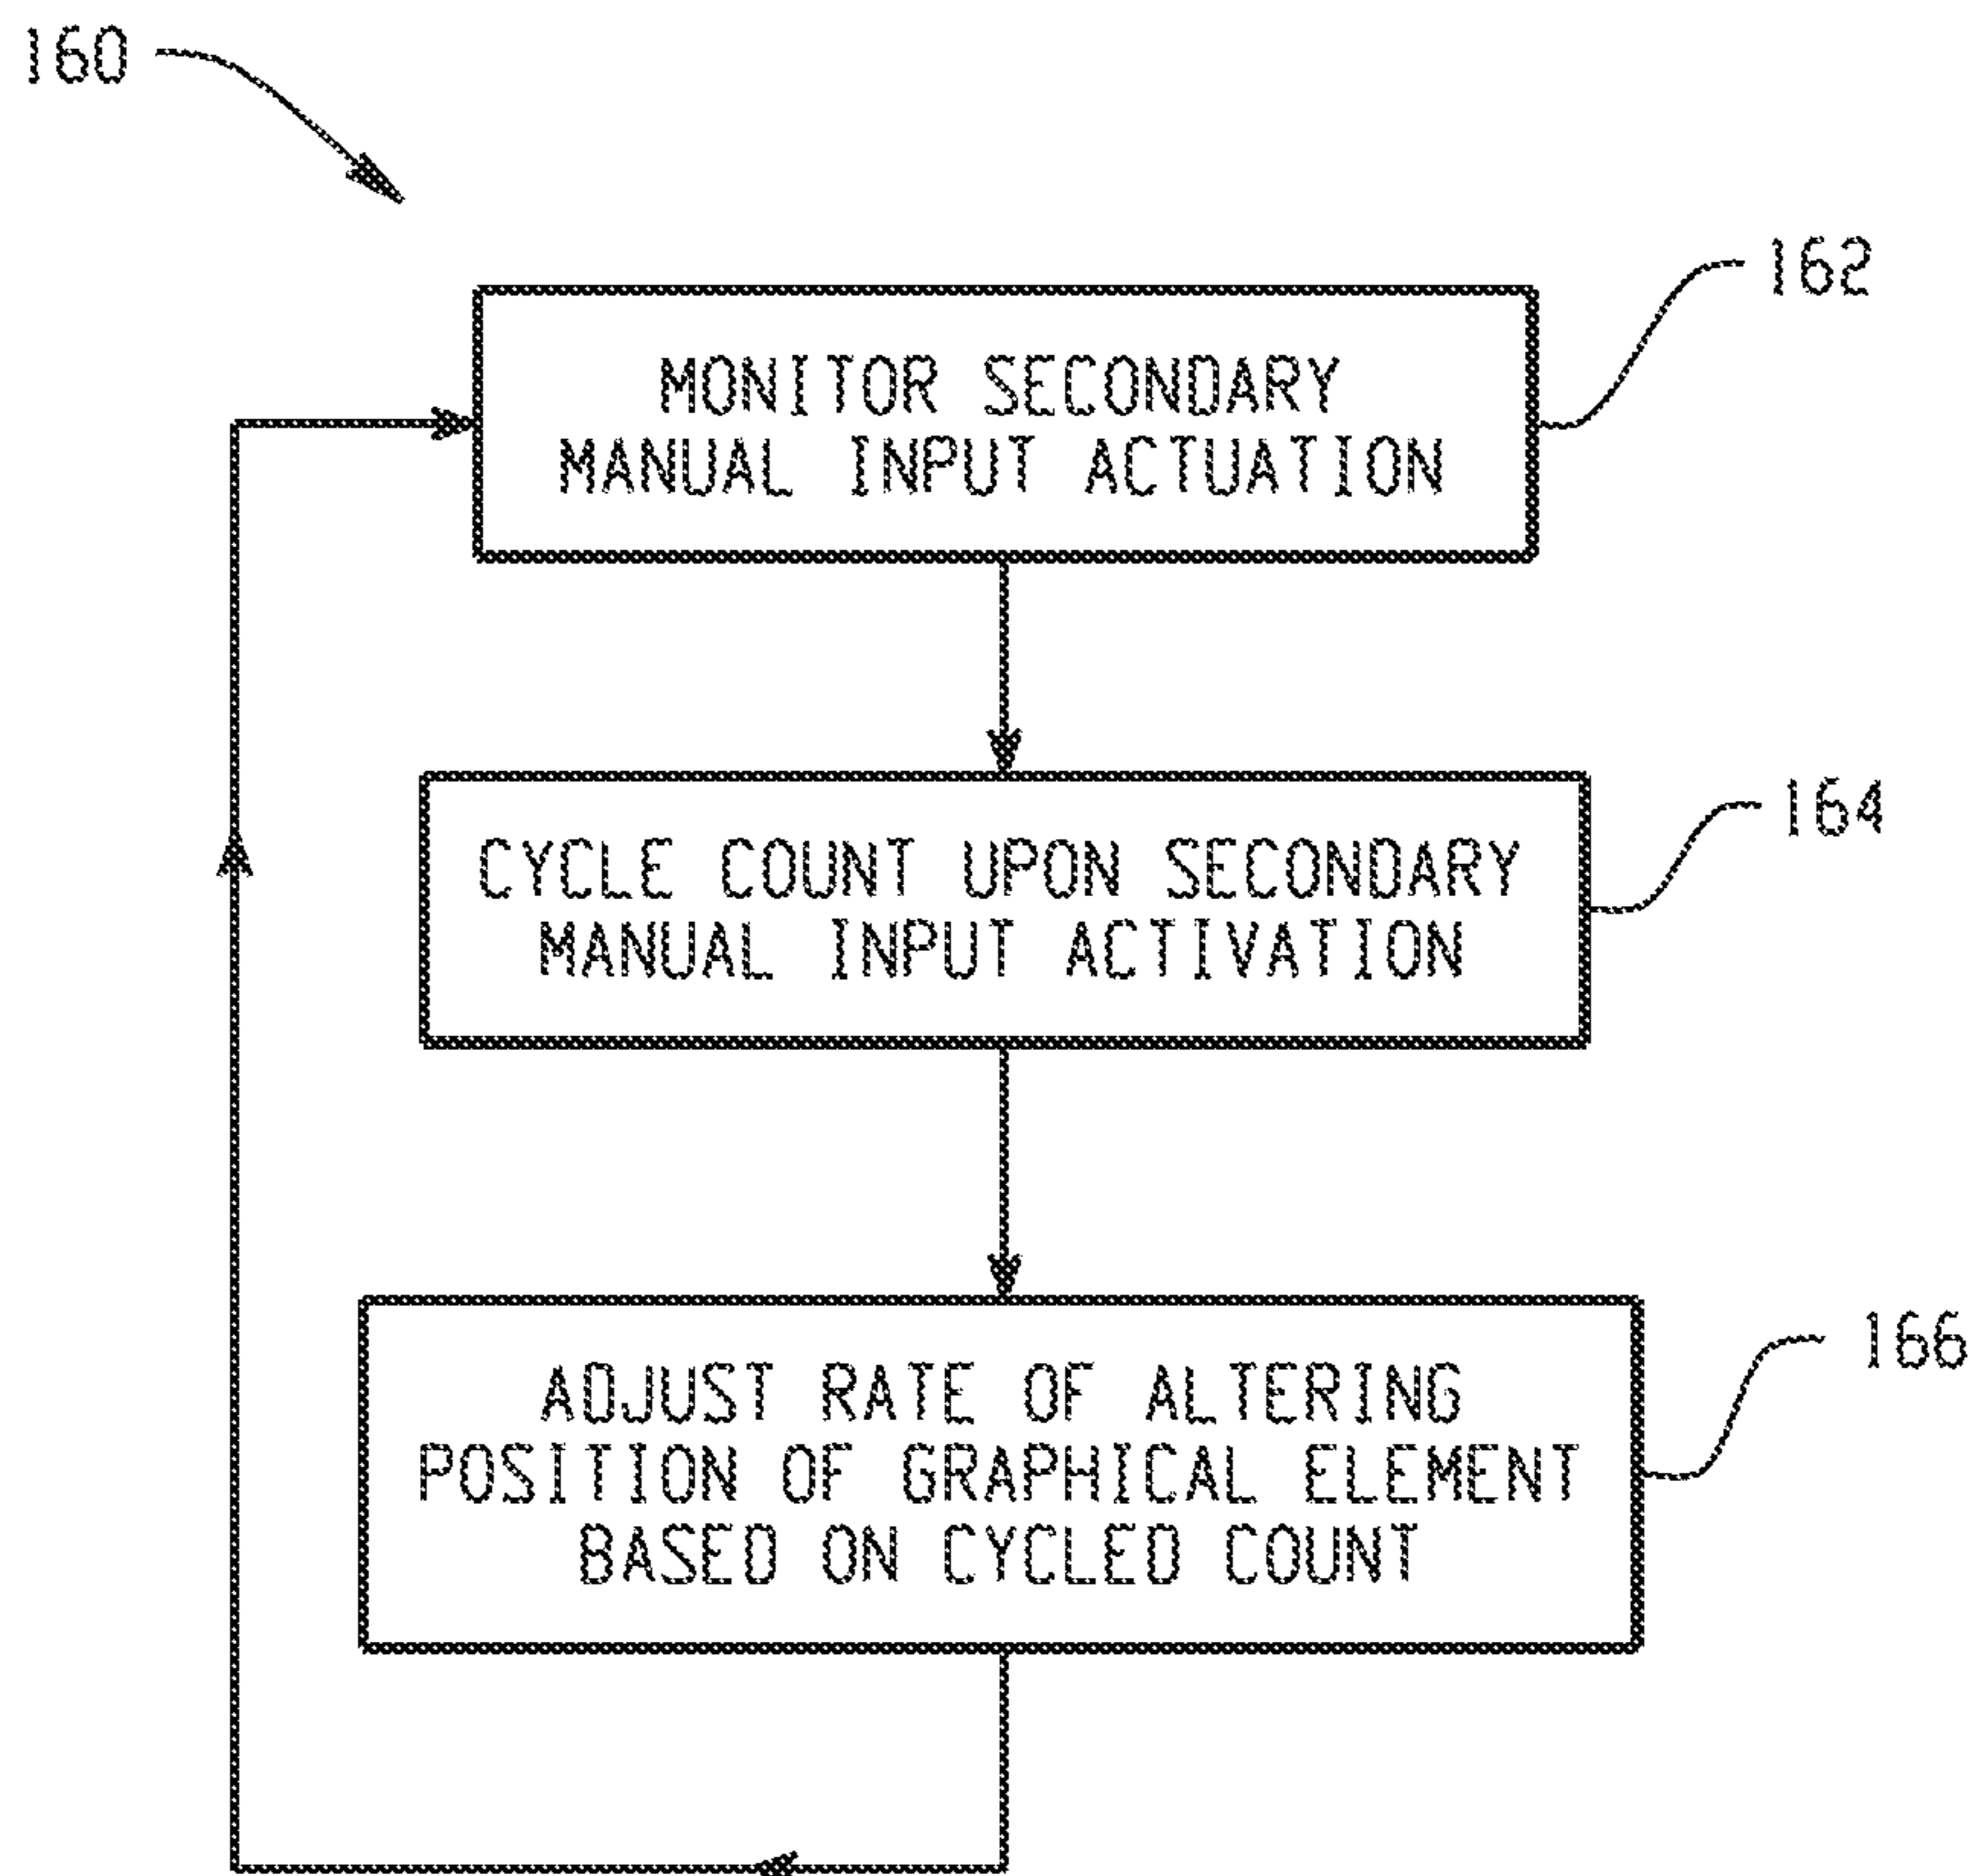 160
162
MONITOR SECONDARY
MANUAL INPUT ACTUATION
164
CYCLE COUNT UPON SECONDARY
MANUAL INPUT ACTIVATION
166
ADJUST RATE OF ALTERING
POSITION OF GRAPHICAL ELEMENT
BASED ON CYCLED COUNT